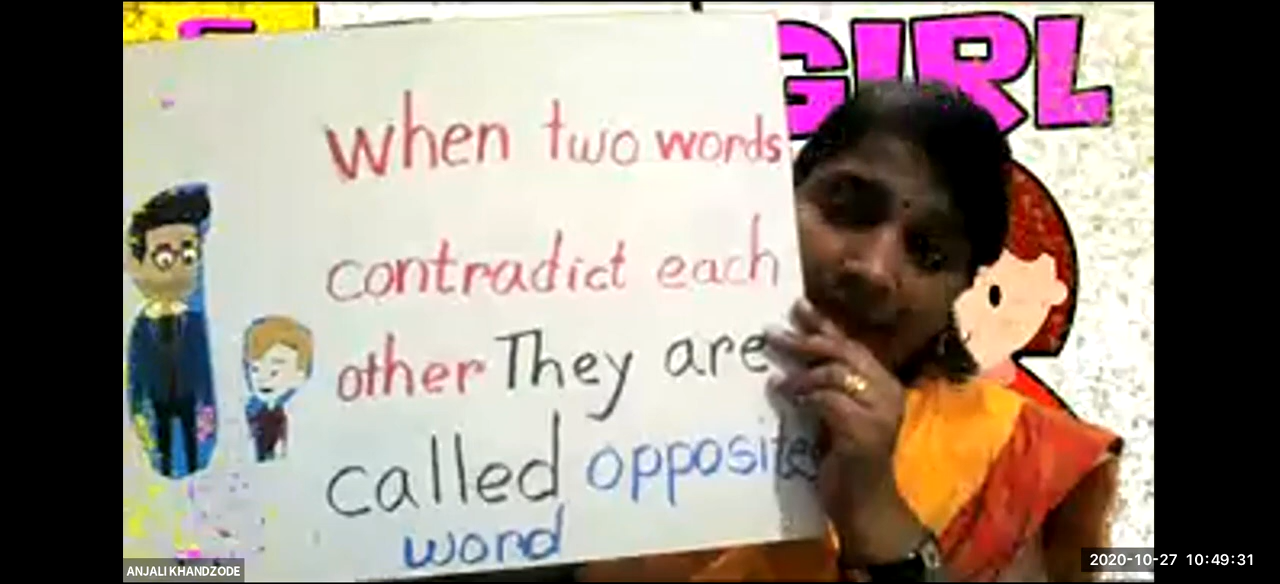 GIRL
When two words
contradict each
other They are
called opposites
word
ANJALI KHANDZODE
2020-10-27 10:49:31